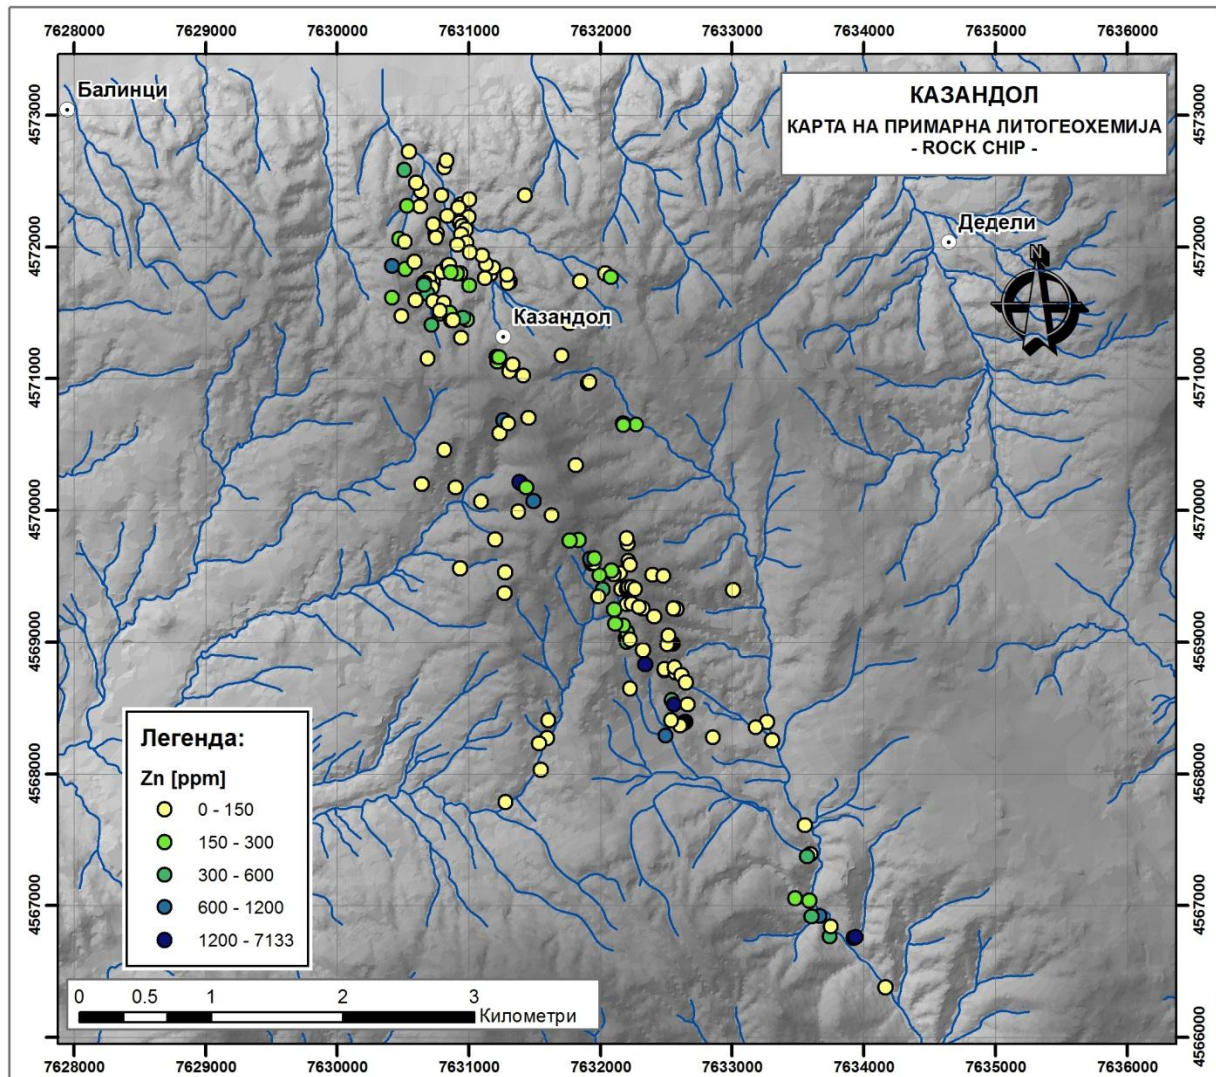 7628000 7629000 7630000 7631000 7632000 7633000 7634000 7635000 7636000
4573000 4573000
4572000 4572000
4571000 4571000
4570000 4570000
4569000 4569000
4568000 4568000
4567000 4567000
4566000 4566000
КАЗАНДОЛ
КАРТА НА ПРИМАРНА ЛИТОГЕОХЕМИЈА
- ROCK CHIP -
Балинци
Дедели
N
Казандол
Легенда:
Zn [ppm]
0 - 150
150 - 300
300 - 600
600 - 1200
1200 - 7133
0 0.5 1 2 3
Километри
7628000 7629000 7630000 7631000 7632000 7633000 7634000 7635000 7636000